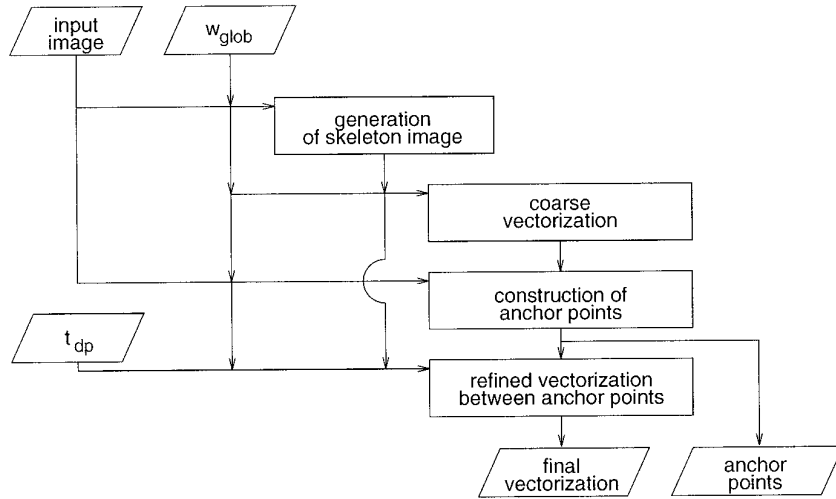 input
image
w_glob
generation
of skeleton image
coarse
vectorization
construction of
anchor points
t_dp
refined vectorization
between anchor points
final
vectorization
anchor
points